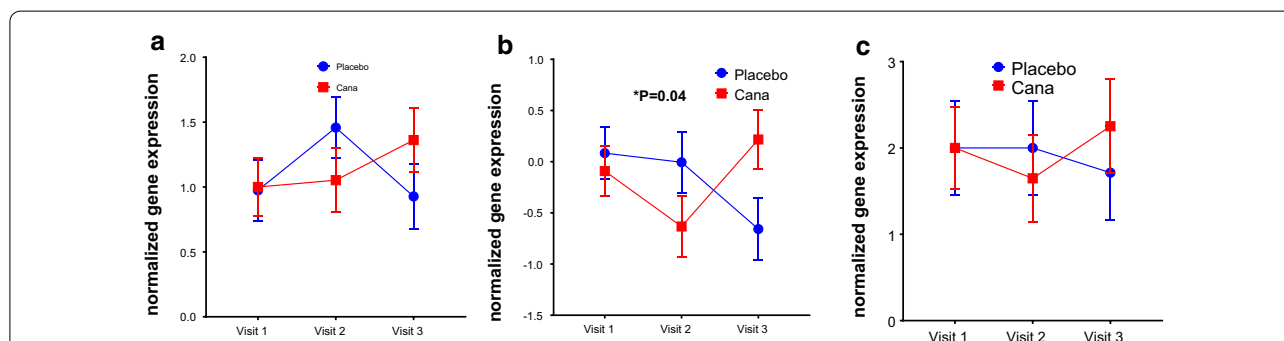 a
normalized gene expression
2.0
1.5
1.0
0.5
0.0
Placebo
Cana
Visit 1
Visit 2
Visit 3
b
normalized gene expression
1.0
0.5
0.0
-0.5
-1.0
-1.5
Placebo
Cana
*P=0.04
Visit 1
Visit 2
Visit 3
c
normalized gene expression
3
2
1
0
Placebo
Cana
Visit 1
Visit 2
Visit 3